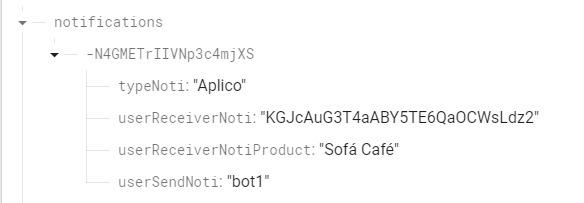 notifications
-N4GMETrIIVNp3c4mjXS
typeNoti: "Aplico"
userReceiverNoti: "KGJcAuG3T4aABY5TE6QaOCWsLdz2"
userReceiverNotiProduct: "Sofá Café"
userSendNoti: "bot1"